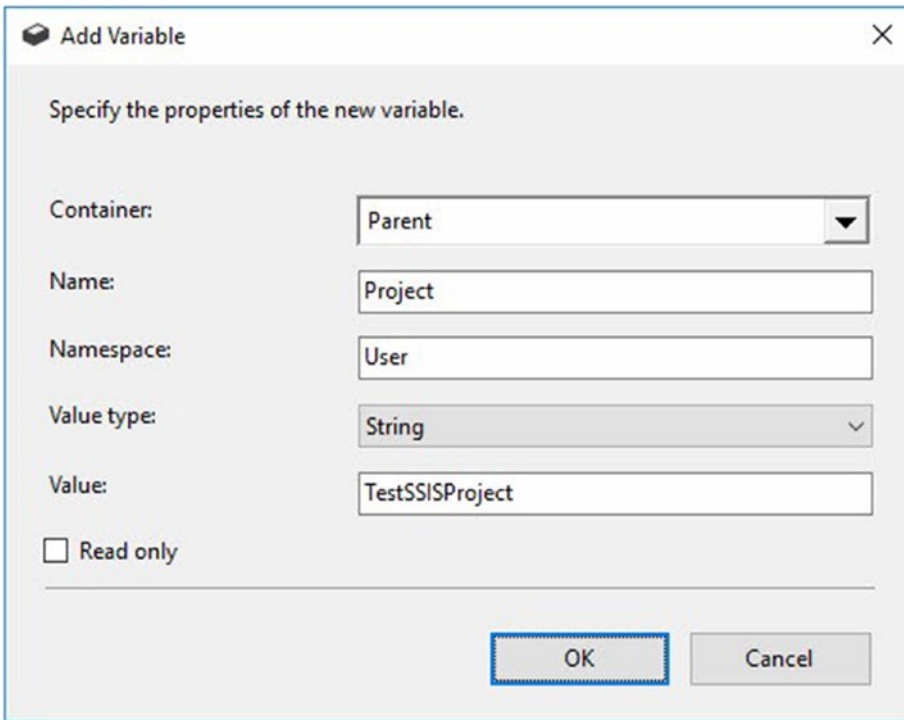 Add Variable
Specify the properties of the new variable.
Container: Parent
Name: Project
Namespace: User
Value type: String
Value: TestSSISProject
Read only
OK Cancel